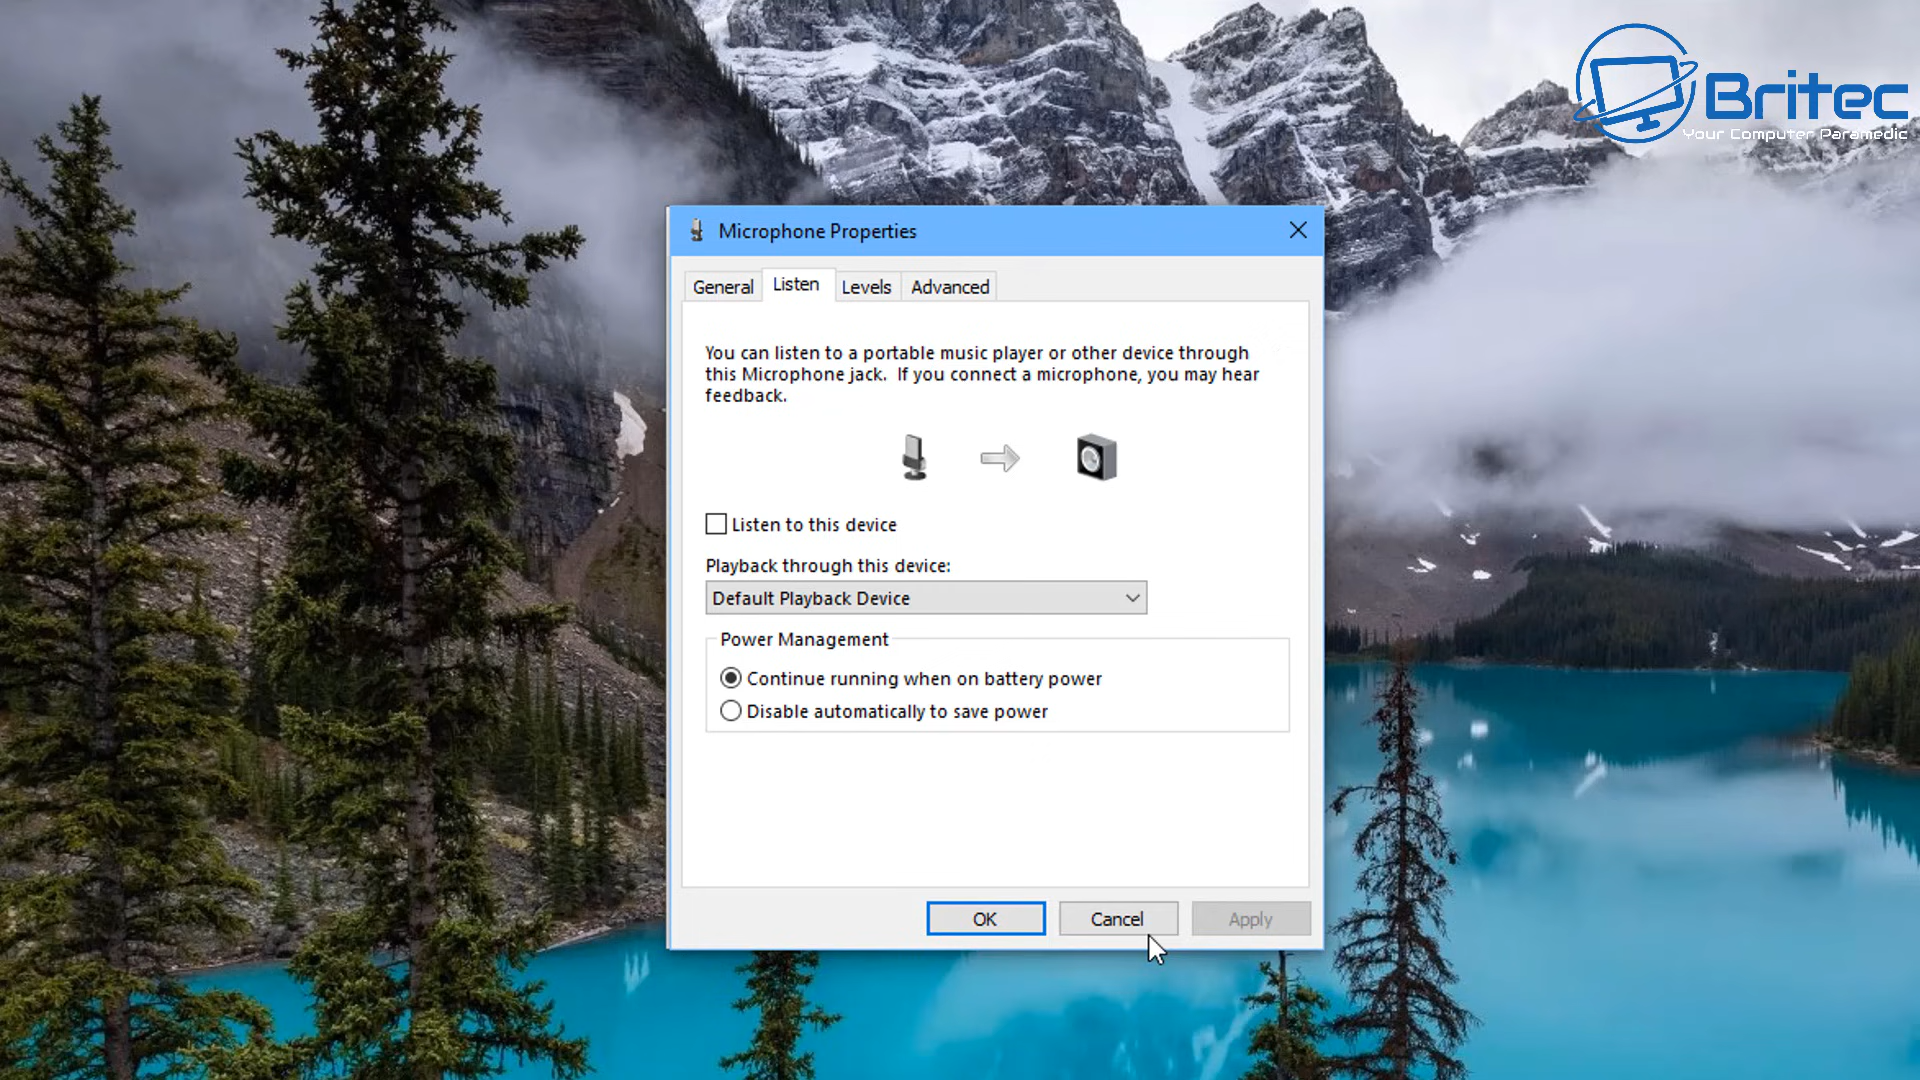 Britec
Your Computer Paramedic
Microphone Properties
General Listen Levels Advanced
You can listen to a portable music player or other device through
this Microphone jack.  If you connect a microphone, you may hear
feedback.
Listen to this device
Playback through this device:
Default Playback Device
Power Management
Continue running when on battery power
Disable automatically to save power
OK Cancel Apply